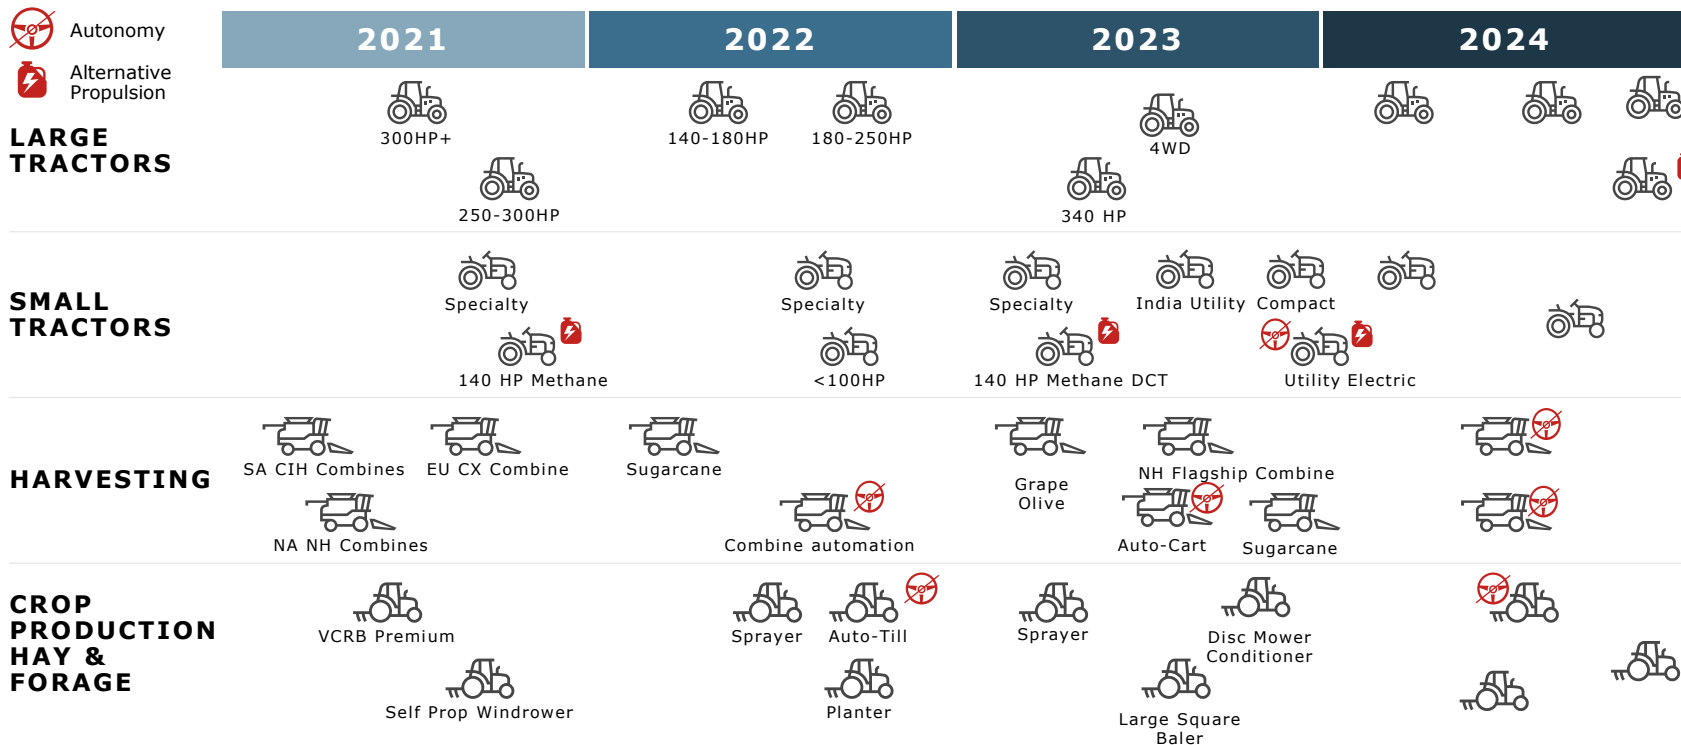 Autonomy
Alternative
Propulsion
2021
2022
2023
2024
LARGE
TRACTORS
300HP+
140-180HP
180-250HP
4WD
250-300HP
340 HP
SMALL
TRACTORS
Specialty
Specialty
Specialty
India Utility
Compact
140 HP Methane
<100HP
140 HP Methane DCT
Utility Electric
HARVESTING
SA CIH Combines
EU CX Combine
Sugarcane
Grape
Olive
NH Flagship Combine
NA NH Combines
Combine automation
Auto-Cart
Sugarcane
CROP
PRODUCTION
HAY &
FORAGE
VCRB Premium
Sprayer
Auto-Till
Sprayer
Disc Mower
Conditioner
Self Prop Windrower
Planter
Large Square
Baler